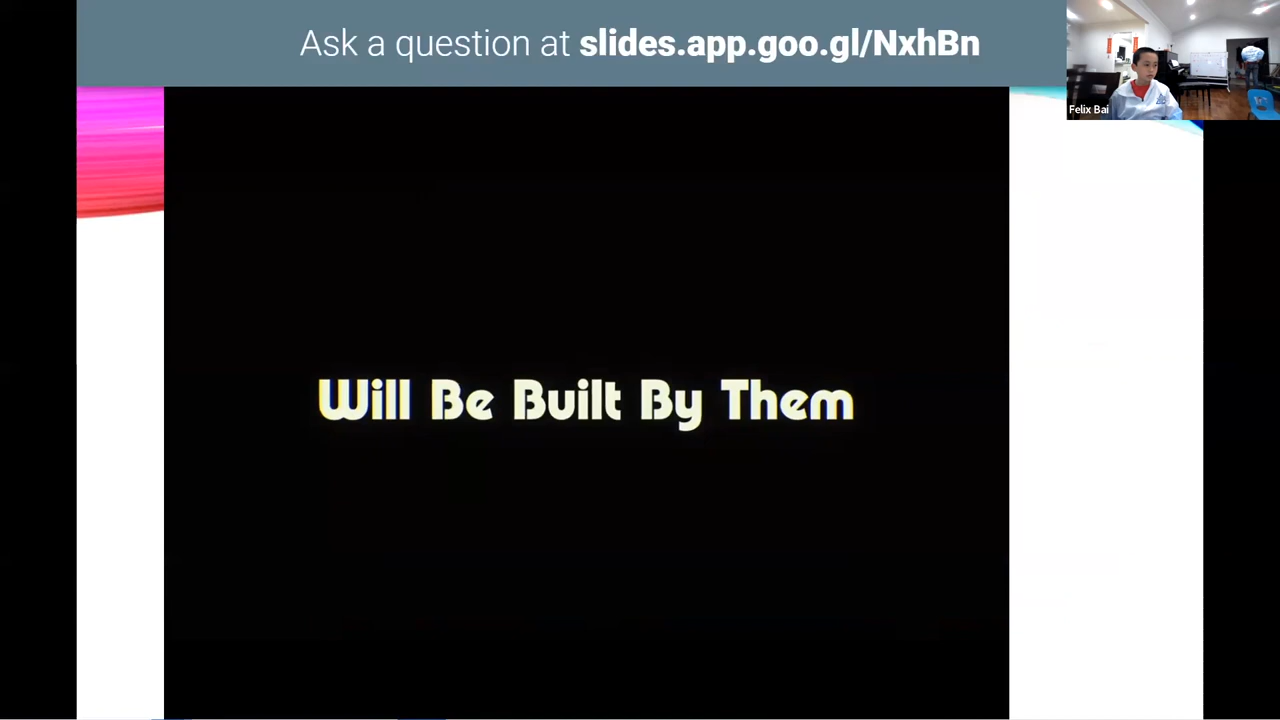 Ask a question at slides.app.goo.gl/NxhBn
Felix Bai
Will Be Built By Them